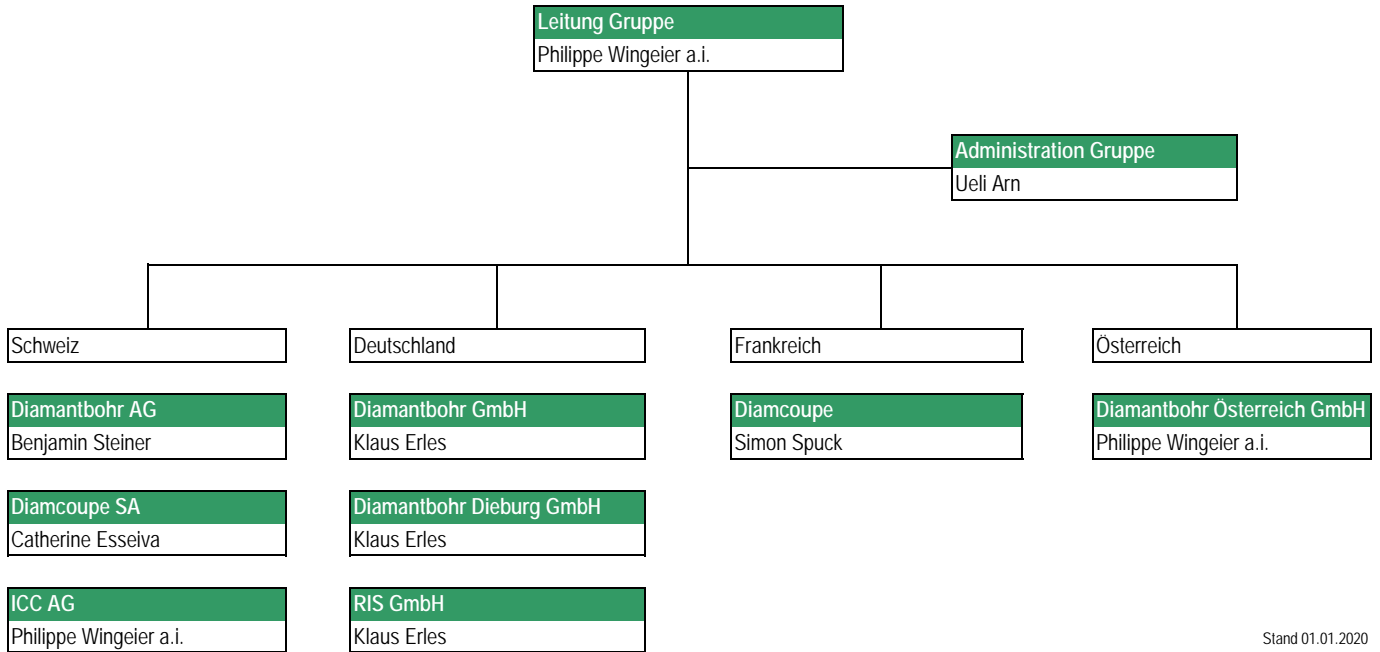 Leitung Gruppe
Philippe Wingeier a.i.
Administration Gruppe
Ueli Arn
Schweiz
Deutschland
Frankreich
Österreich
Diamantbohr AG
Benjamin Steiner
Diamantbohr GmbH
Klaus Erles
Diamcoupe
Simon Spuck
Diamantbohr Österreich GmbH
Philippe Wingeier a.i.
Diamcoupe SA
Catherine Esseiva
Diamantbohr Dieburg GmbH
Klaus Erles
ICC AG
Philippe Wingeier a.i.
RIS GmbH
Klaus Erles
Stand 01.01.2020